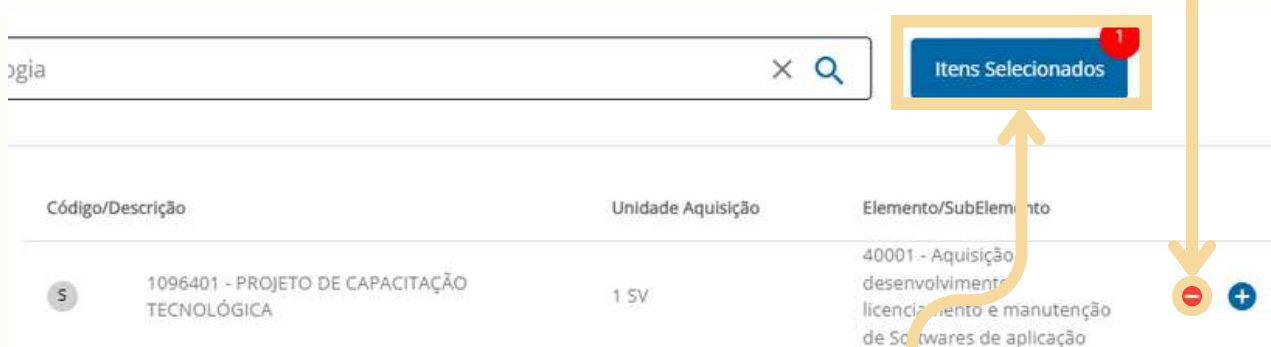 ogia
Itens Selecionados
1
Código/Descrição
Unidade Aquisição
Elemento/SubElemento
S
1096401 - PROJETO DE CAPACITAÇÃO
TECNOLÓGICA
1 SV
40001 - Aquisição
desenvolvimento
licenciamento e manutenção
de Softwares de aplicação